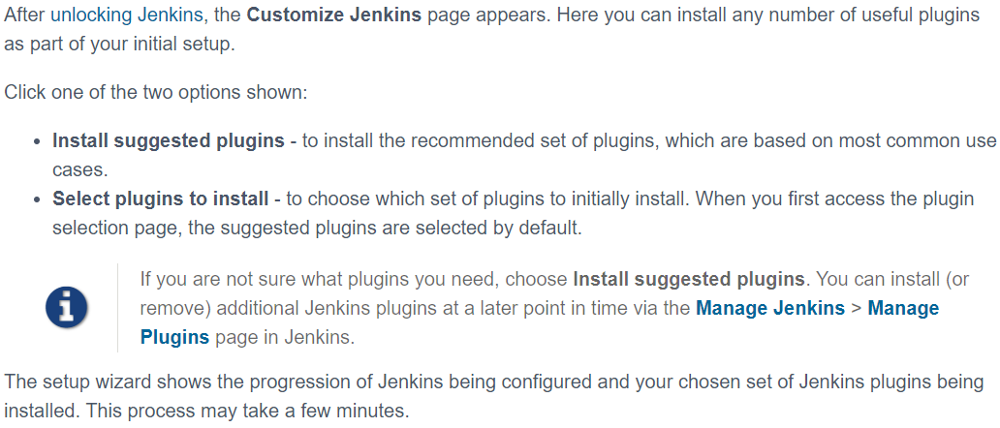 After unlocking Jenkins, the Customize Jenkins page appears. Here you can install any number of useful plugins
as part of your initial setup.
Click one of the two options shown:
• Install suggested plugins - to install the recommended set of plugins, which are based on most common use
cases.
• Select plugins to install - to choose which set of plugins to initially install. When you first access the plugin
selection page, the suggested plugins are selected by default.
If you are not sure what plugins you need, choose Install suggested plugins. You can install (or
remove) additional Jenkins plugins at a later point in time via the Manage Jenkins > Manage
Plugins page in Jenkins.
The setup wizard shows the progression of Jenkins being configured and your chosen set of Jenkins plugins being
installed. This process may take a few minutes.